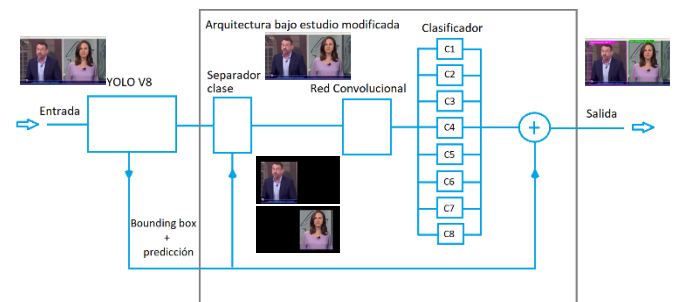 Arquitectura bajo estudio modificada
Clasificador
YOLO V8
Separador
clase
Red Convolucional
Entrada
Salida
C1
C2
C3
C4
C5
C6
C7
C8
+
Bounding box
+
predicción